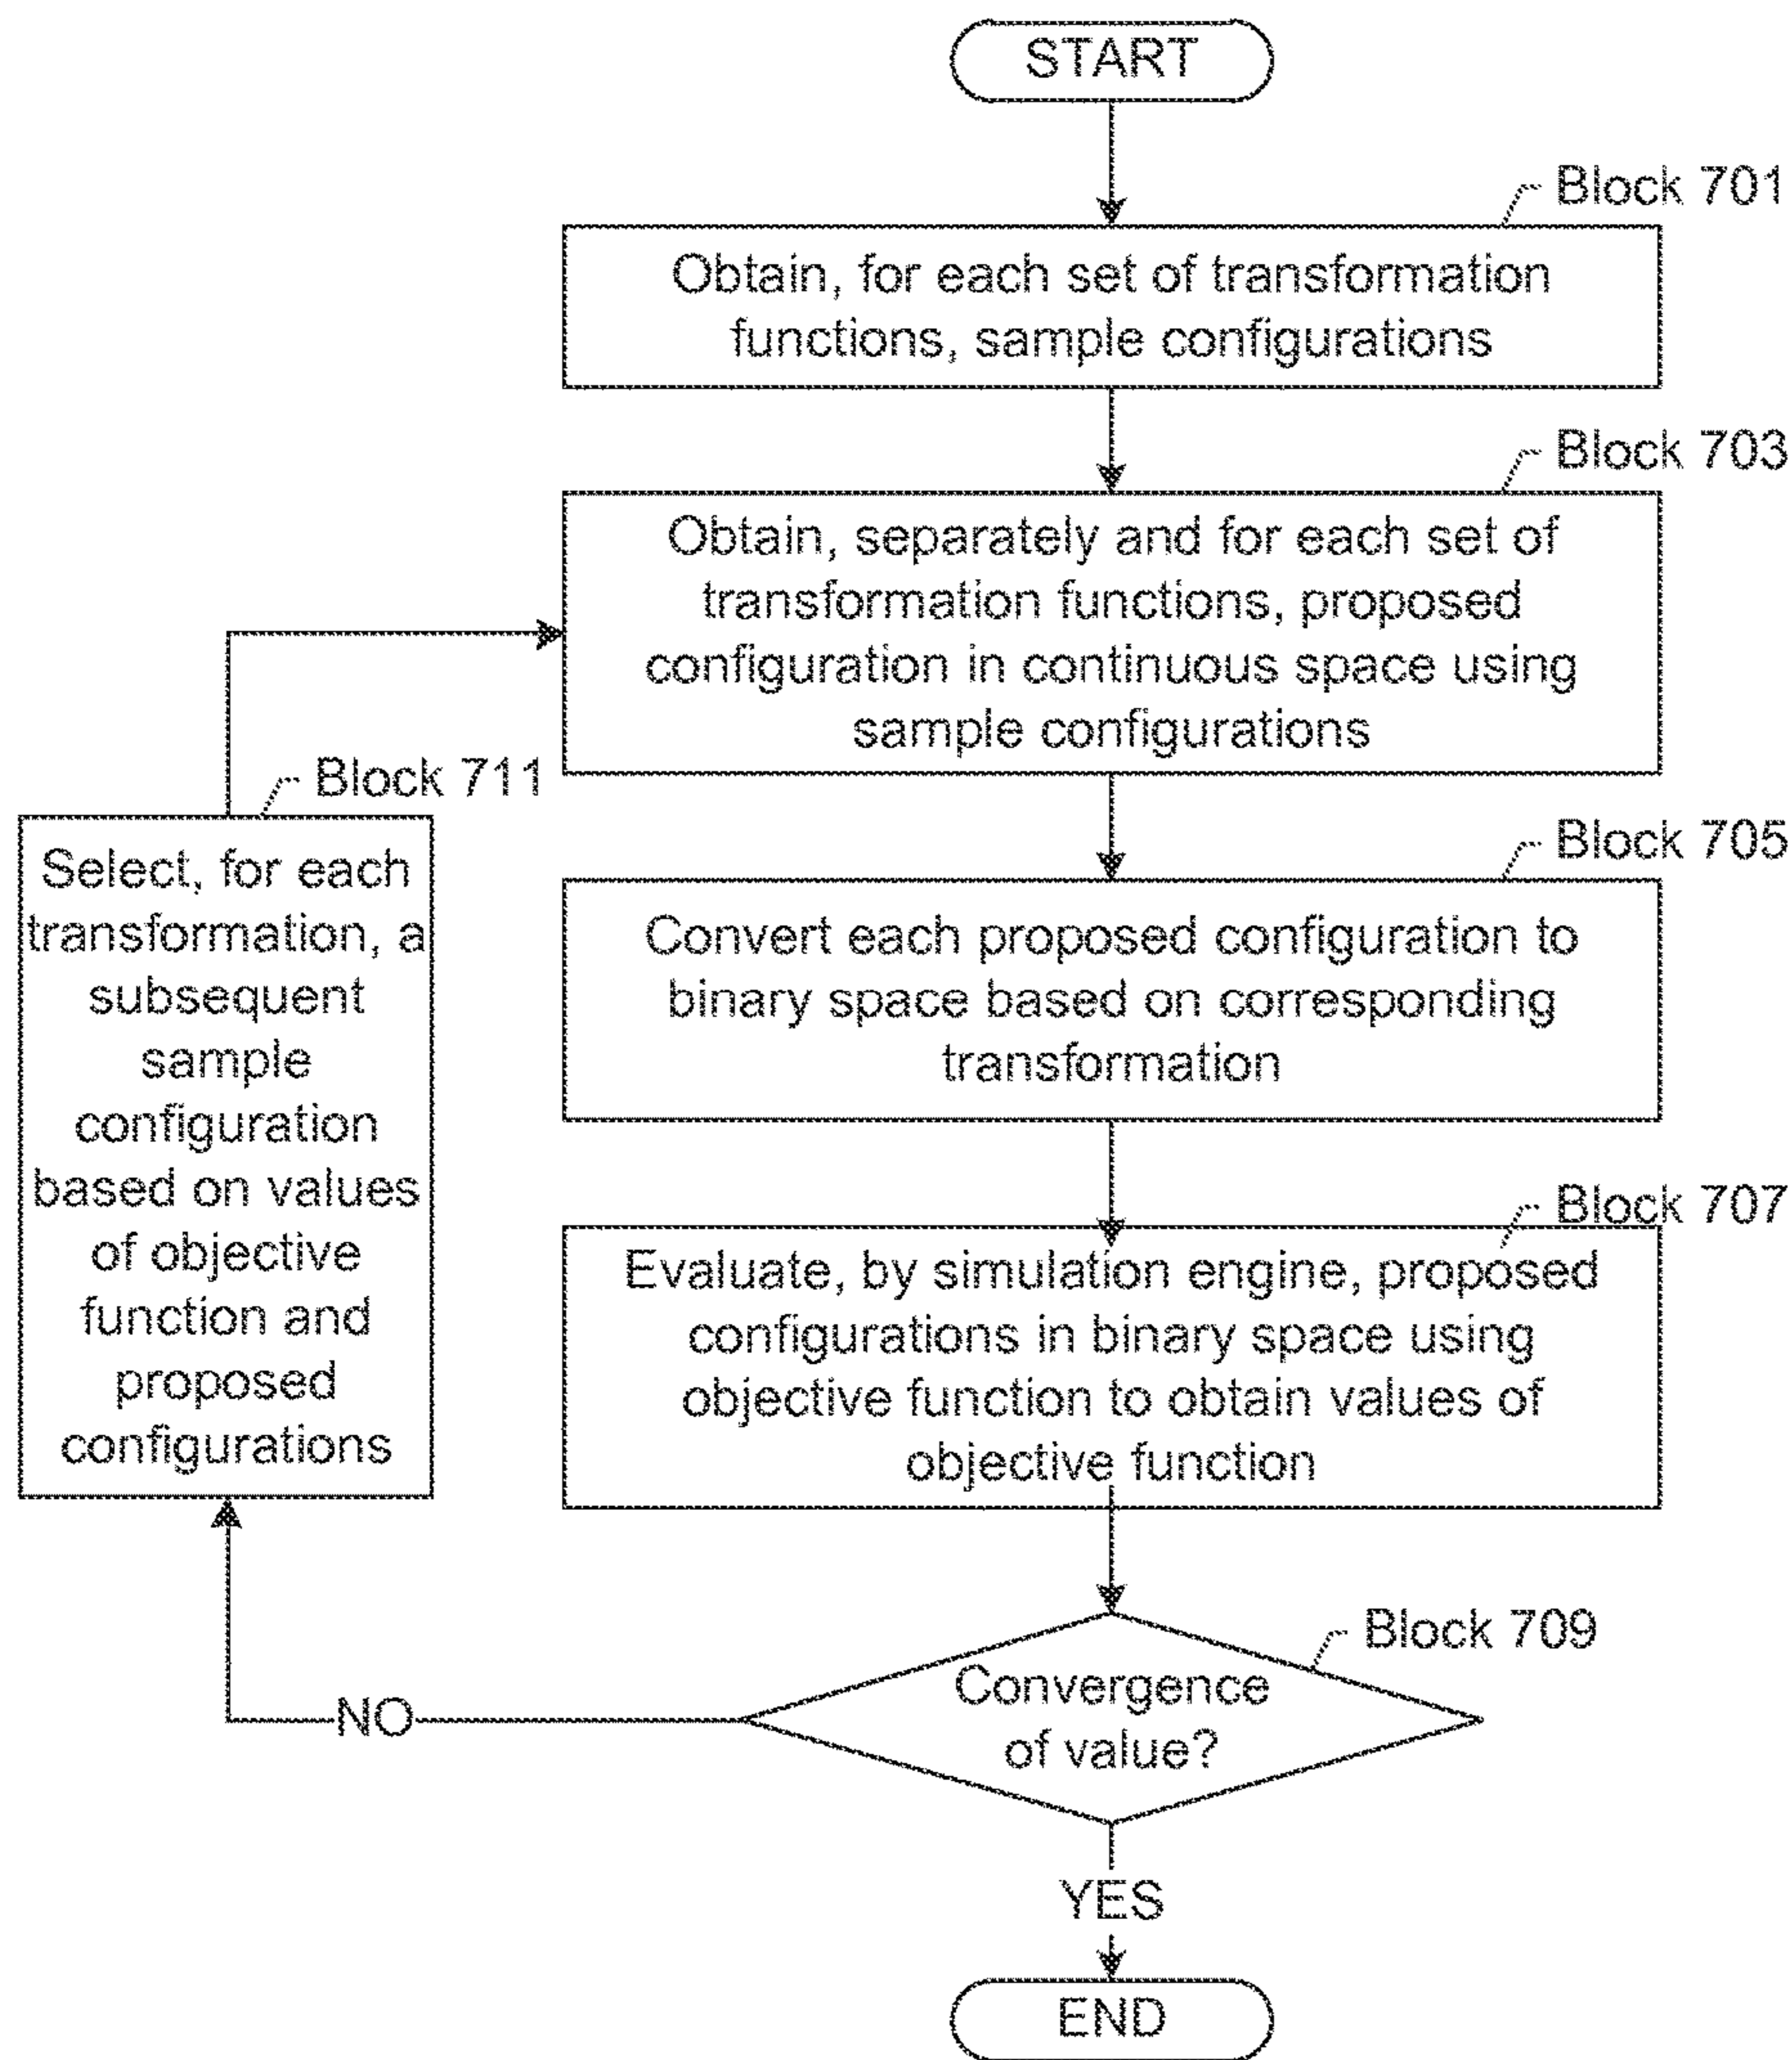 START
Block 701
Obtain, for each set of transformation
functions, sample configurations
Block 703
Obtain, separately and for each set of
transformation functions, proposed
configuration in continuous space using
sample configurations
Block 711
Select, for each
transformation, a
subsequent
sample
configuration
based on values
of objective
function and
proposed
configurations
Block 705
Convert each proposed configuration to
binary space based on corresponding
transformation
Block 707
Evaluate, by simulation engine, proposed
configurations in binary space using
objective function to obtain values of
objective function
Block 709
Convergence
of value?
NO
YES
END